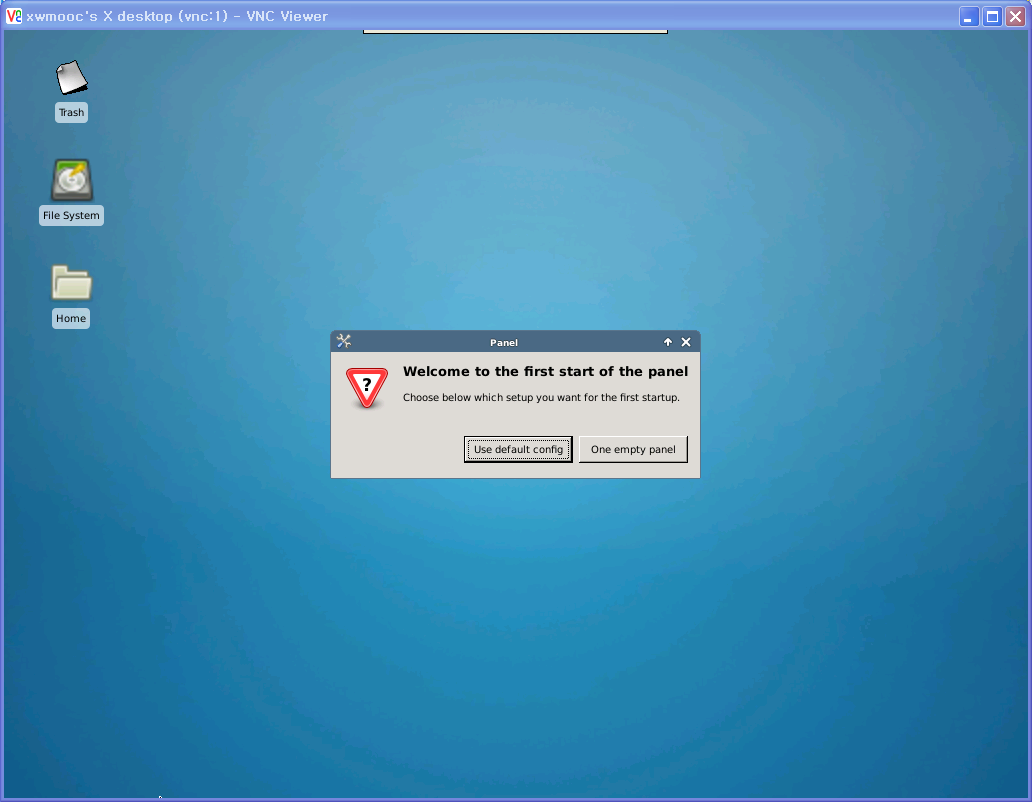 xwmooc's X desktop (vnc:1) - VNC Viewer
Trash
File System
Home
Panel
Welcome to the first start of the panel
Choose below which setup you want for the first startup.
Use default config
One empty panel